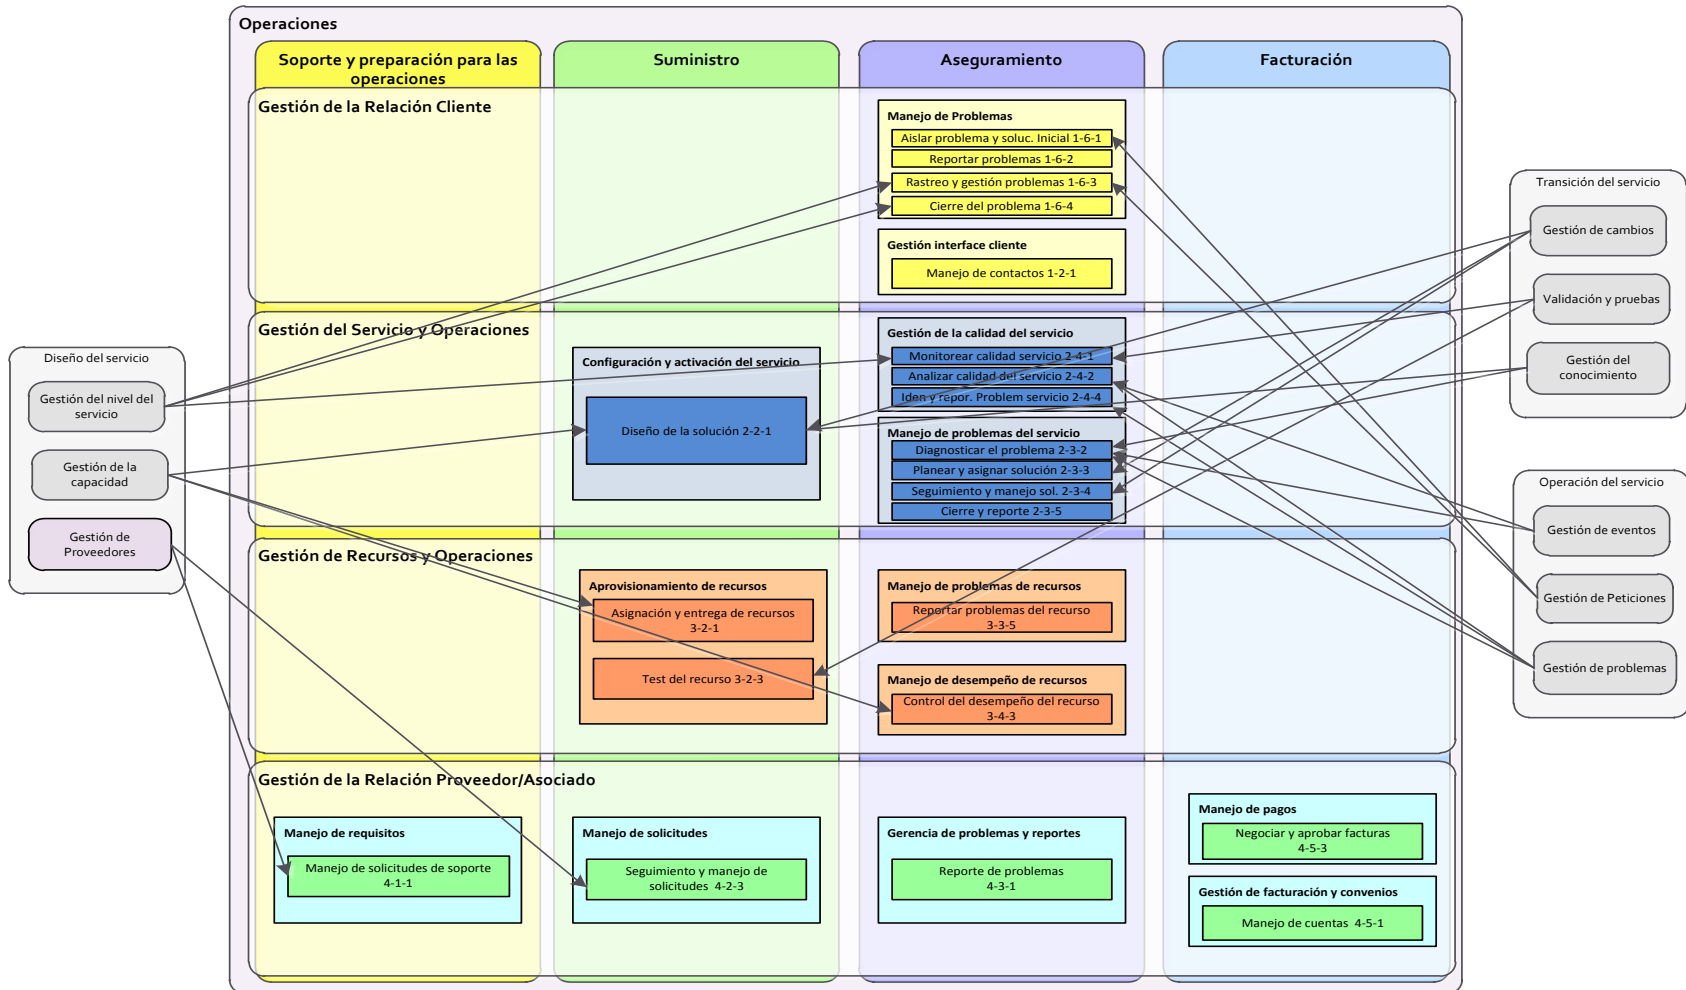 Operaciones
Soporte y preparación para las
operaciones
Suministro
Aseguramiento
Facturación
Gestión de la Relación Cliente
Manejo de Problemas
Aislar problema y soluc. Inicial 1-6-1
Reportar problemas 1-6-2
Rastreo y gestión problemas 1-6-3
Cierre del problema 1-6-4
Gestión interface cliente
Manejo de contactos 1-2-1
Gestión del Servicio y Operaciones
Configuración y activación del servicio
Diseño de la solución 2-2-1
Gestión de la calidad del servicio
Monitorear calidad servicio 2-4-1
Analizar calidad del servicio 2-4-2
Iden y repor. Problem servicio 2-4-4
Manejo de problemas del servicio
Diagnosticar el problema 2-3-2
Planear y asignar solución 2-3-3
Seguimiento y manejo sol. 2-3-4
Cierre y reporte 2-3-5
Gestión de Recursos y Operaciones
Aprovisionamiento de recursos
Asignación y entrega de recursos
3-2-1
Test del recurso 3-2-3
Manejo de problemas de recursos
Reportar problemas del recurso
3-3-5
Manejo de desempeño de recursos
Control del desempeño del recurso
3-4-3
Gestión de la Relación Proveedor/Asociado
Manejo de requisitos
Manejo de solicitudes de soporte
4-1-1
Manejo de solicitudes
Seguimiento y manejo de
solicitudes 4-2-3
Gerencia de problemas y reportes
Reporte de problemas
4-3-1
Manejo de pagos
Negociar y aprobar facturas
4-5-3
Gestión de facturación y convenios
Manejo de cuentas 4-5-1
Diseño del servicio
Gestión del nivel del
servicio
Gestión de la
capacidad
Gestión de
Proveedores
Transición del servicio
Gestión de cambios
Validación y pruebas
Gestión del
conocimiento
Operación del servicio
Gestión de eventos
Gestión de Peticiones
Gestión de problemas